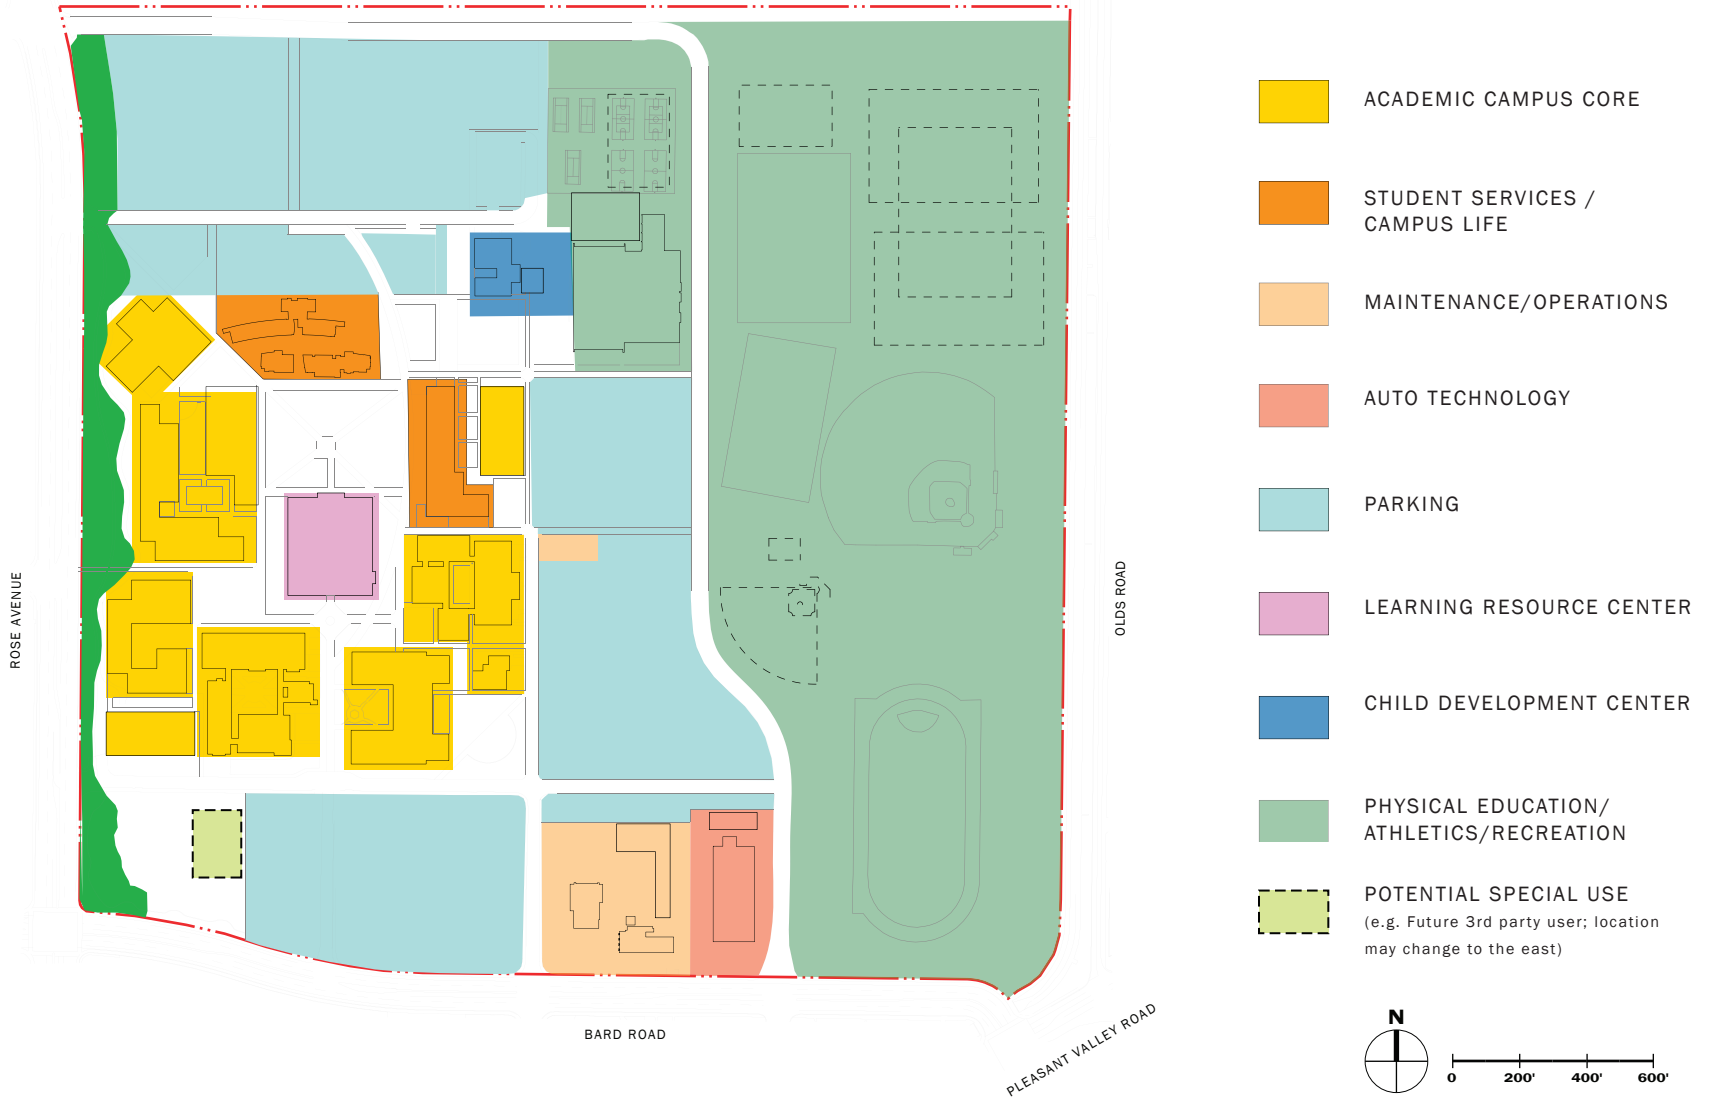 ACADEMIC CAMPUS CORE
STUDENT SERVICES /
CAMPUS LIFE
MAINTENANCE/OPERATIONS
AUTO TECHNOLOGY
PARKING
LEARNING RESOURCE CENTER
CHILD DEVELOPMENT CENTER
PHYSICAL EDUCATION/
ATHLETICS/RECREATION
POTENTIAL SPECIAL USE
(e.g. Future 3rd party user; location
may change to the east)
ROSE AVENUE
OLDS ROAD
BARD ROAD
PLEASANT VALLEY ROAD
N
0 200' 400' 600'